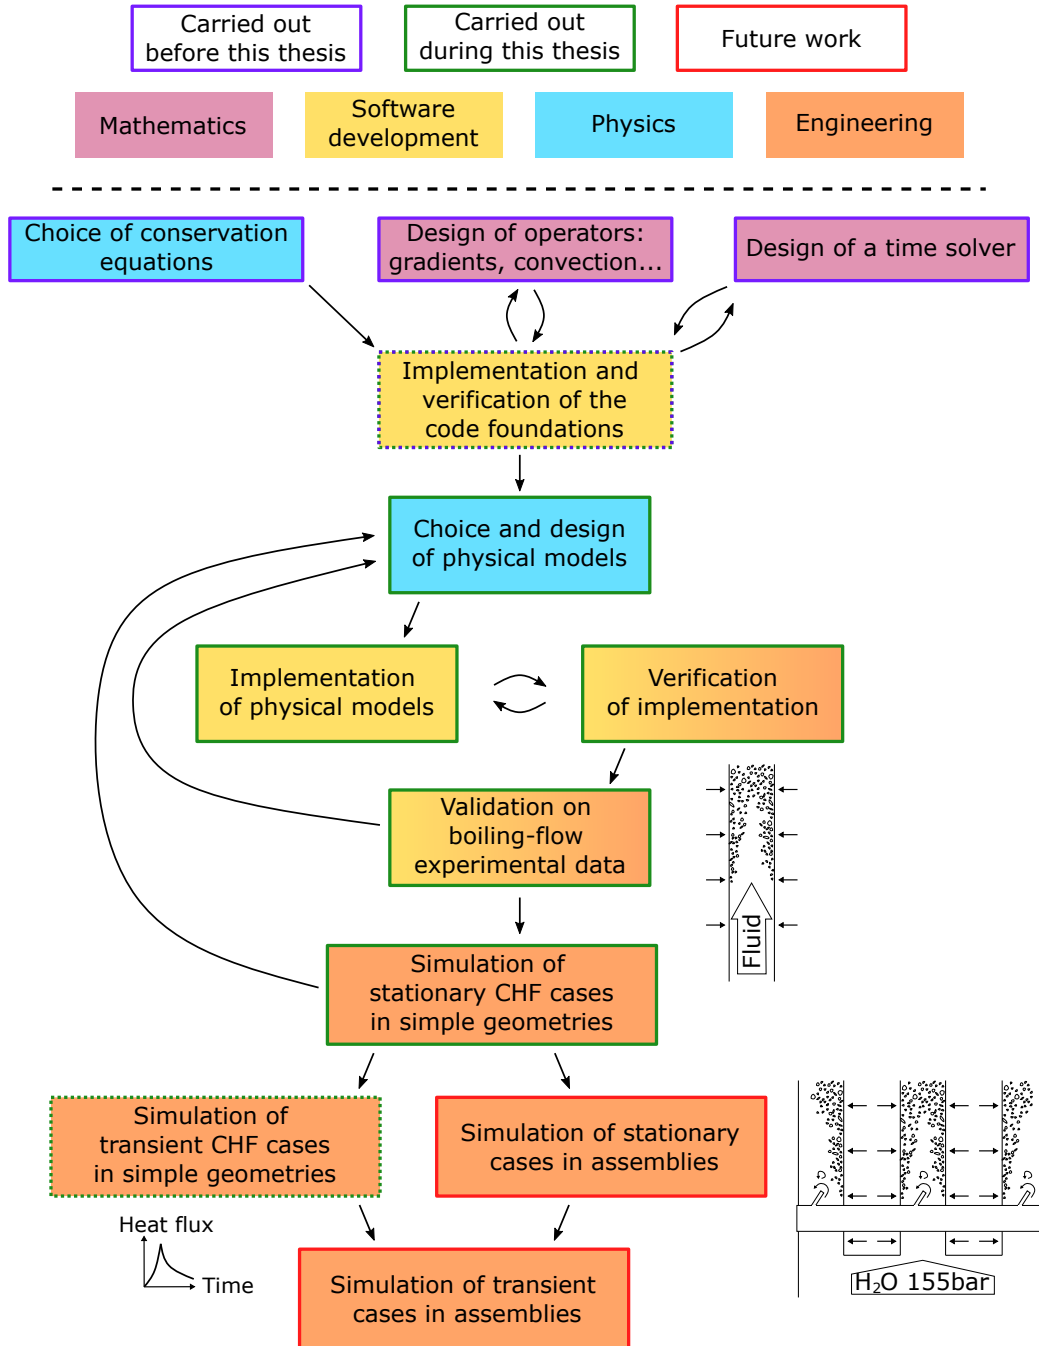 Carried out
before this thesis
Carried out
during this thesis
Future work
Mathematics
Software
development
Physics
Engineering
Choice of conservation
equations
Design of operators:
gradients, convection...
Design of a time solver
Implementation and
verification of the
code foundations
Choice and design
of physical models
Implementation
of physical models
Verification
of implementation
Validation on
boiling-flow
experimental data
Fluid
Simulation of
stationary CHF cases
in simple geometries
Simulation of
transient CHF cases
in simple geometries
Simulation of stationary
cases in assemblies
Heat flux
Time
Simulation of transient
cases in assemblies
H₂O 155bar